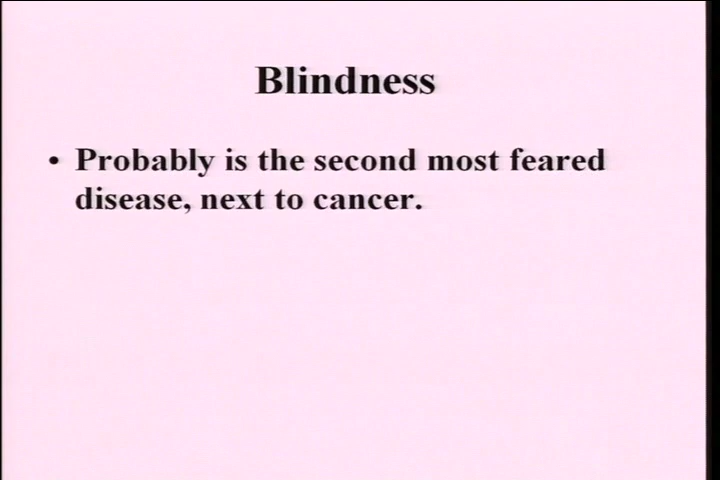 Blindness
• Probably is the second most feared
disease, next to cancer.